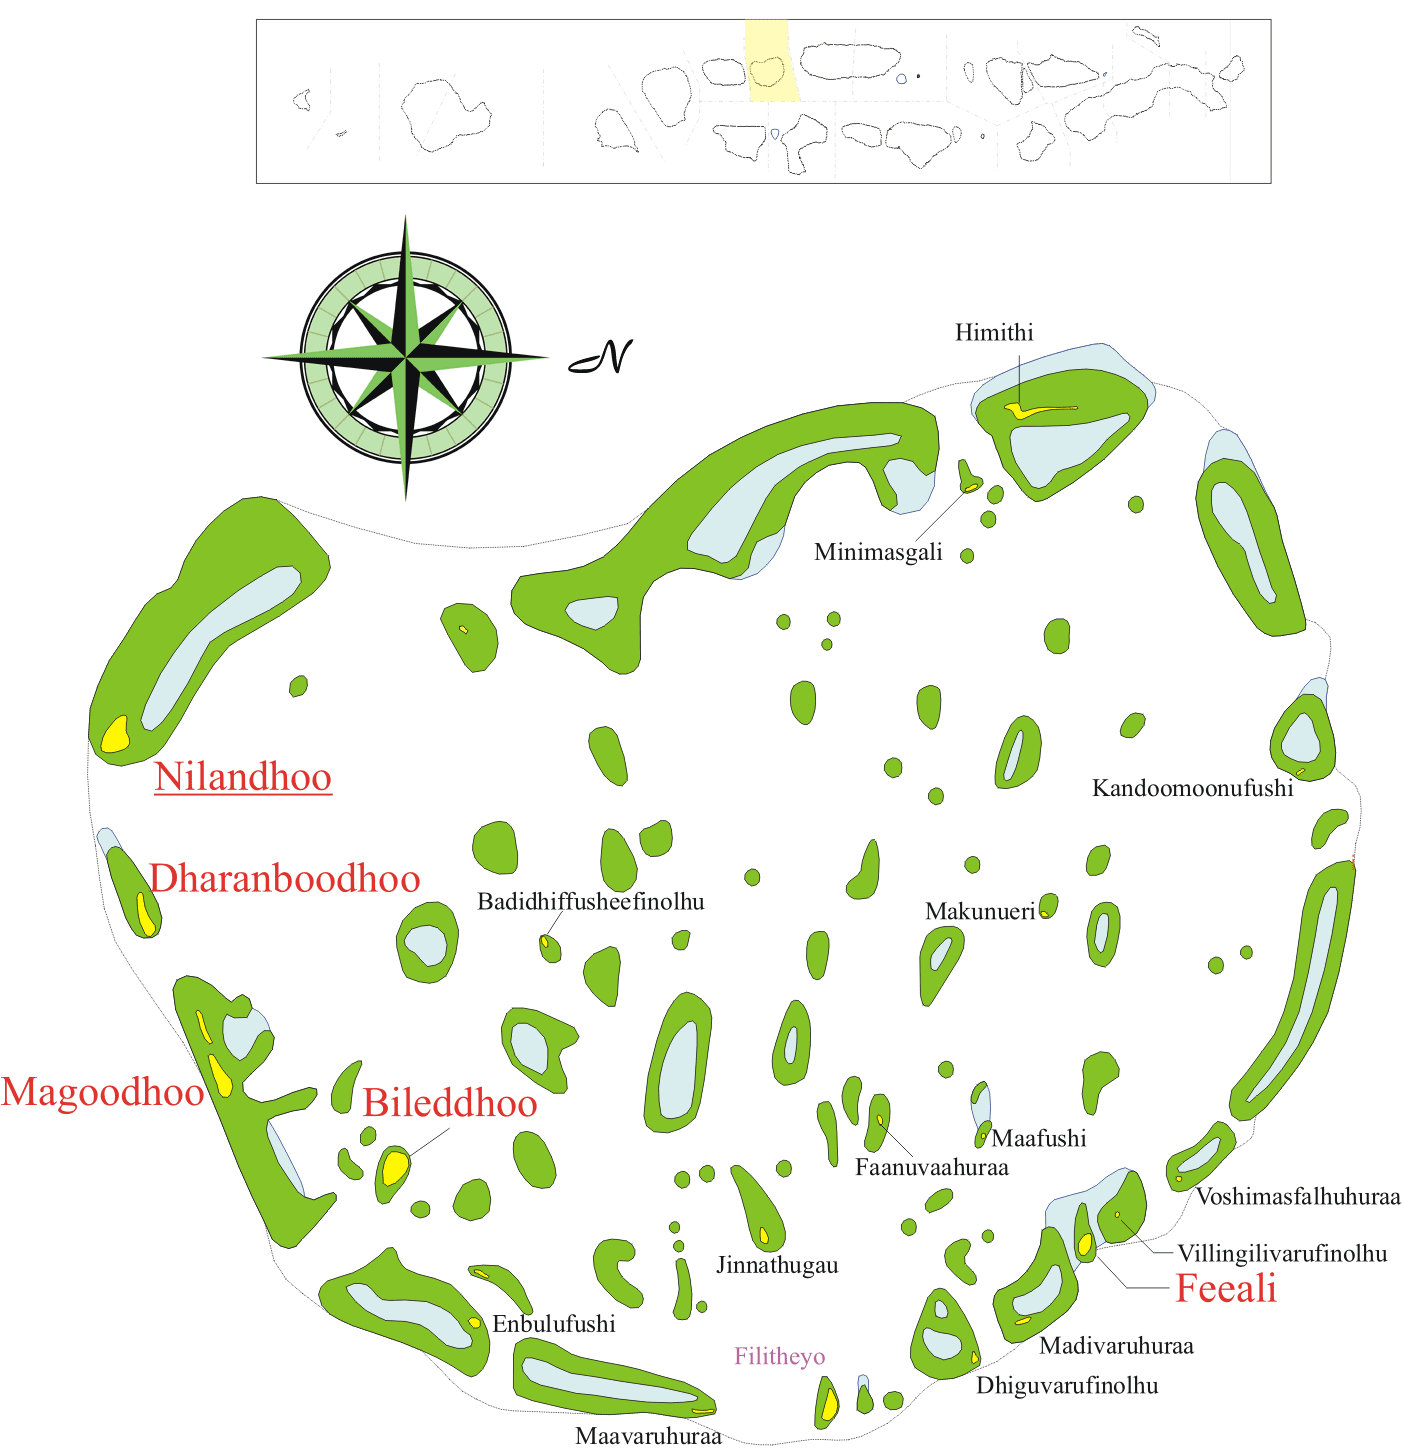 N
Himithi
Minimasgali
Nilandhoo
Kandoomoonufushi
Dharanboodhoo
Badidhiffusheefinolhu
Makunueri
Magoodhoo
Bileddhoo
Maafushi
Faanuvaahuraa
Voshimasfalhuhuraa
Villingilivarufinolhu
Jinnathugau
Feeali
Enbulufushi
Madivaruhuraa
Filitheyo
Dhiguvarufinolhu
Maavaruhuraa